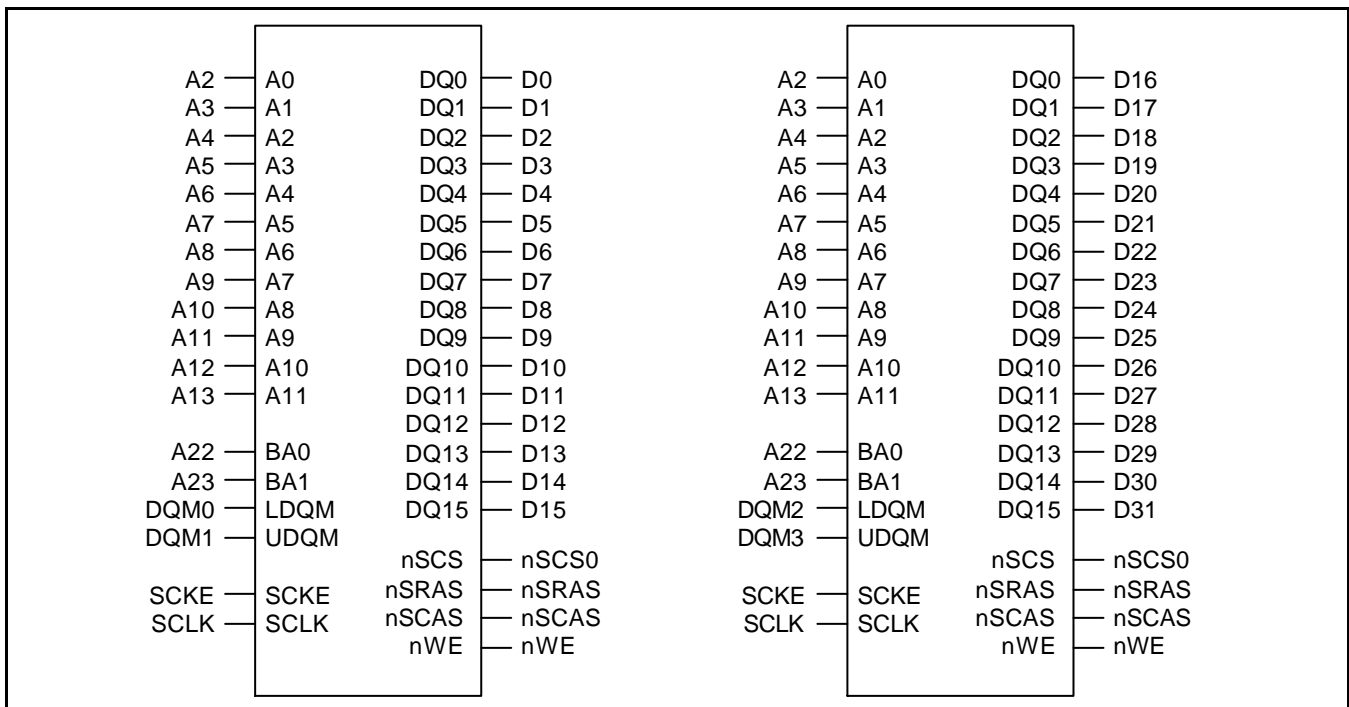 A2 A0 DQ0 D0 A2 A0 DQ0 D16
A3 A1 DQ1 D1 A3 A1 DQ1 D17
A4 A2 DQ2 D2 A4 A2 DQ2 D18
A5 A3 DQ3 D3 A5 A3 DQ3 D19
A6 A4 DQ4 D4 A6 A4 DQ4 D20
A7 A5 DQ5 D5 A7 A5 DQ5 D21
A8 A6 DQ6 D6 A8 A6 DQ6 D22
A9 A7 DQ7 D7 A9 A7 DQ7 D23
A10 A8 DQ8 D8 A10 A8 DQ8 D24
A11 A9 DQ9 D9 A11 A9 DQ9 D25
A12 A10 DQ10 D10 A12 A10 DQ10 D26
A13 A11 DQ11 D11 A13 A11 DQ11 D27
DQ12 D12 DQ12 D28
A22 BA0 DQ13 D13 A22 BA0 DQ13 D29
A23 BA1 DQ14 D14 A23 BA1 DQ14 D30
DQM0 LDQM DQ15 D15 DQM2 LDQM DQ15 D31
DQM1 UDQM DQM3 UDQM
nSCS nSCS0 nSCS nSCS0
SCKE SCKE nSRAS nSRAS SCKE SCKE nSRAS nSRAS
SCLK SCLK nSCAS nSCAS SCLK SCLK nSCAS nSCAS
nWE nWE nWE nWE